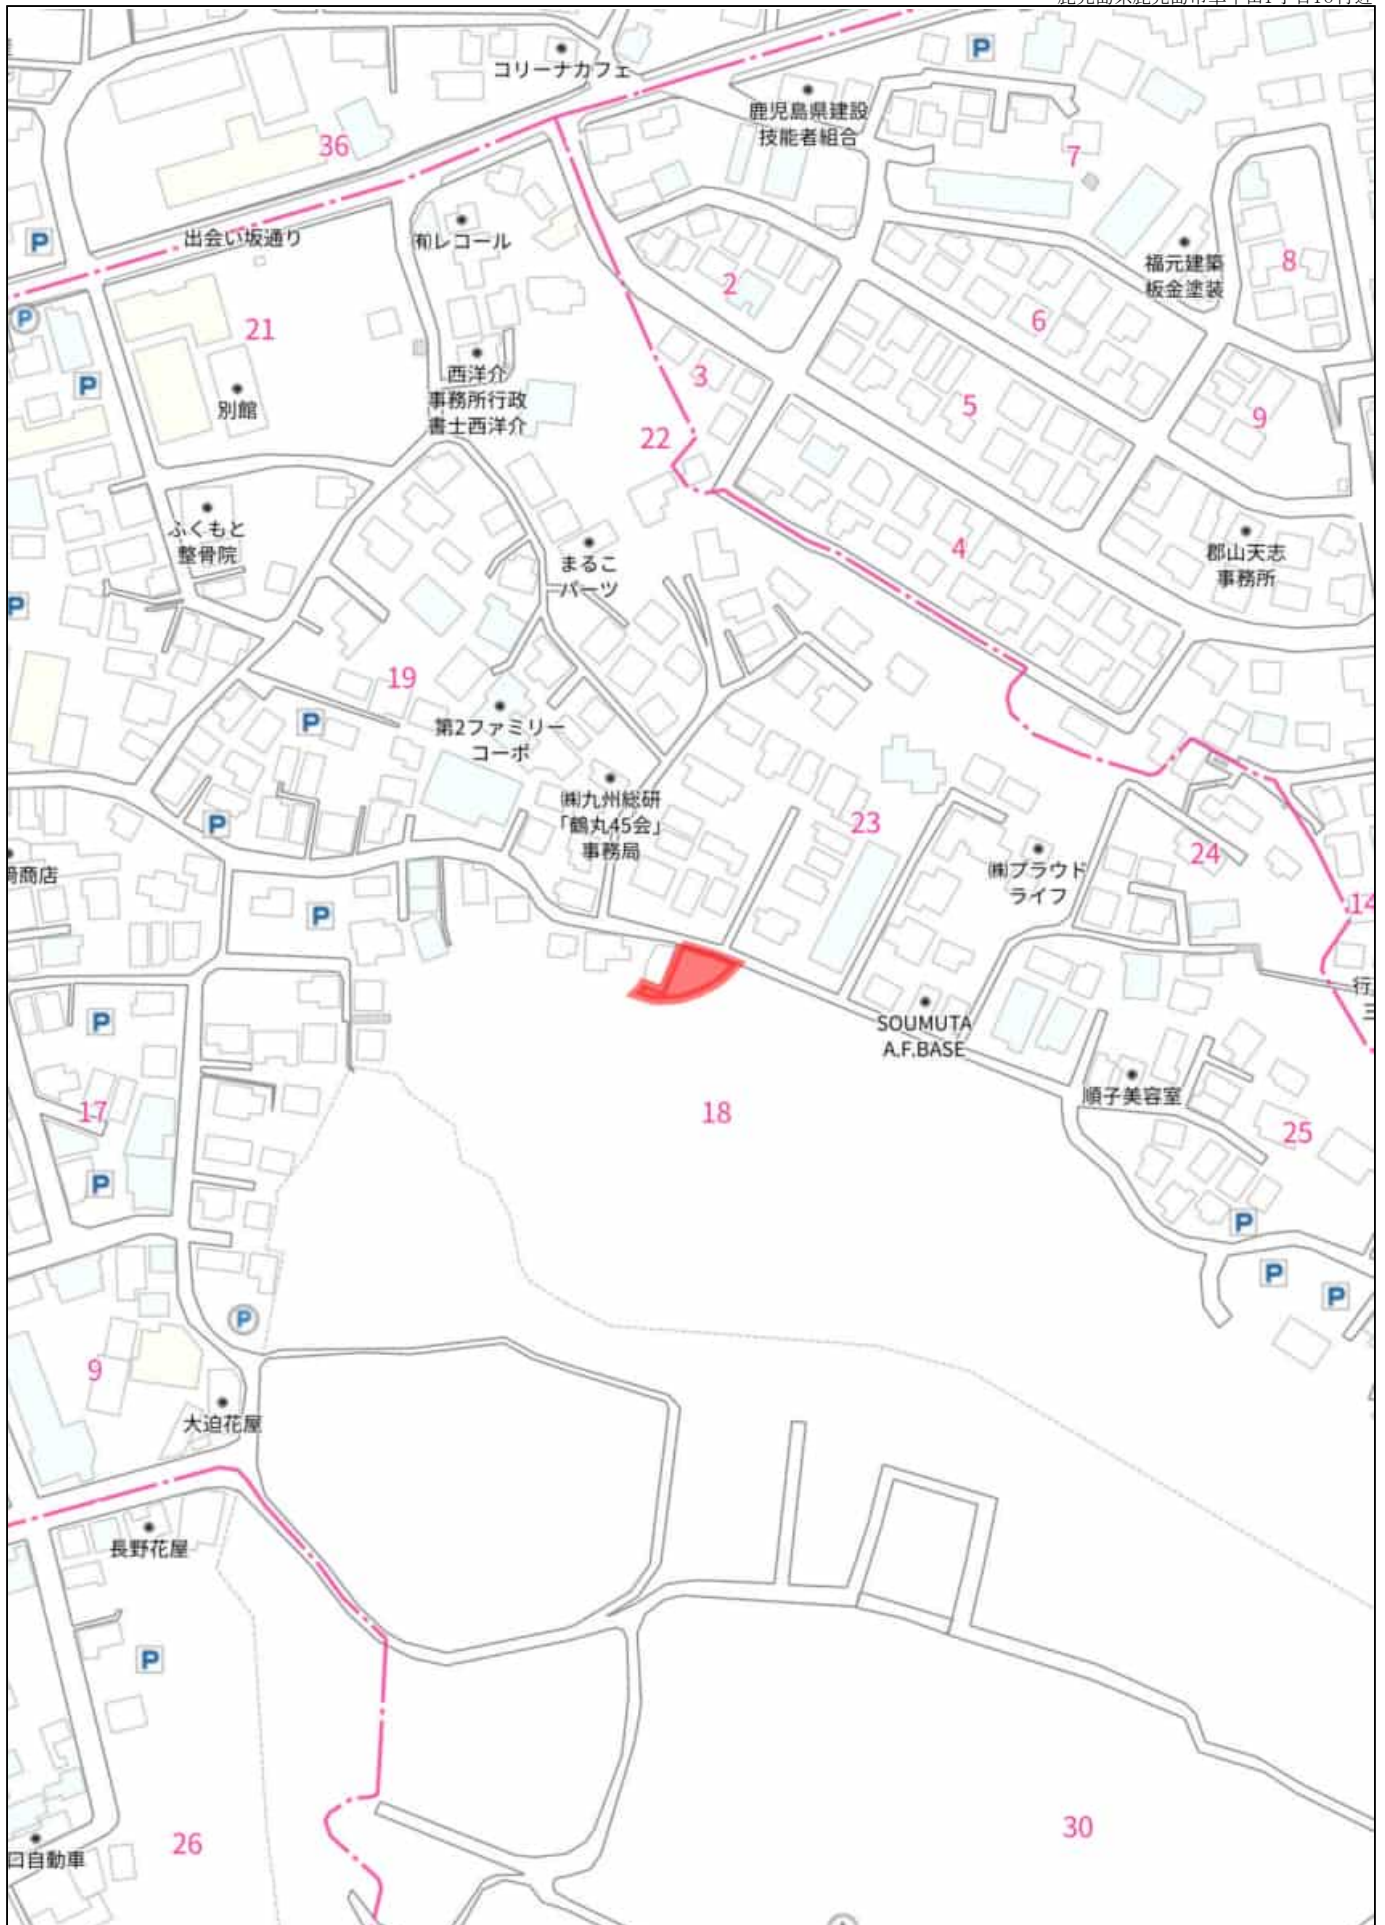 コリーナカフェ
P
鹿児島県建設
技能者組合
36
7
出会い坂通り
㈲レコール
P
福元建築
板金塗装
8
2
P
21
6
西洋介
事務所行政
書士西洋介
3
P
別館
5
9
22
ふくもと
整骨院
まるこ
パーツ
4
郡山天志
事務所
P
19
P
第2ファミリー
コーポ
㈱九州総研
「鶴丸45会」
事務局
P
23
㈱プラウド
ライフ
24
商店
P
14
行
三
P
SOUMUTA
A.F.BASE
17
18
順子美容室
25
P
P
P
P
P
9
大迫花屋
長野花屋
P
26
30
口自動車